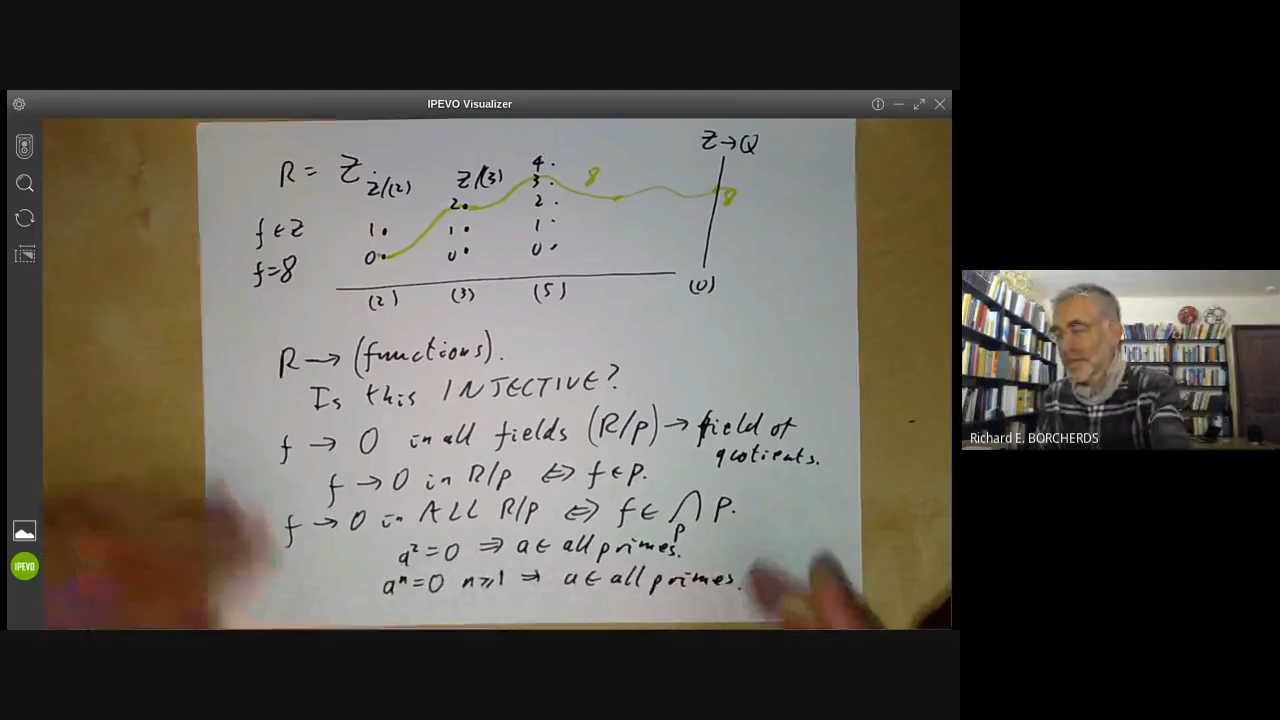 IPEVO Visualizer
Z→Q
R = Z
Z/(2) Z/(3) 4
3
f ∈ Z 1 2 2 8 8
1 1
f=8 0 0 0
(2) (3) (5) (0)
R → (functions).
Is this INJECTIVE?
f → 0 in all fields (R/p) → field of
quotients.
f → 0 in R/p ⇔ f ∈ p.
f → 0 in ALL R/p ⇔ f ∈ ⋂ p.
p
a² = 0 ⇒ a ∈ all primes.
aⁿ = 0 n≥1 ⇒ a ∈ all primes.
IPEVO
Richard E. BORCHERDS